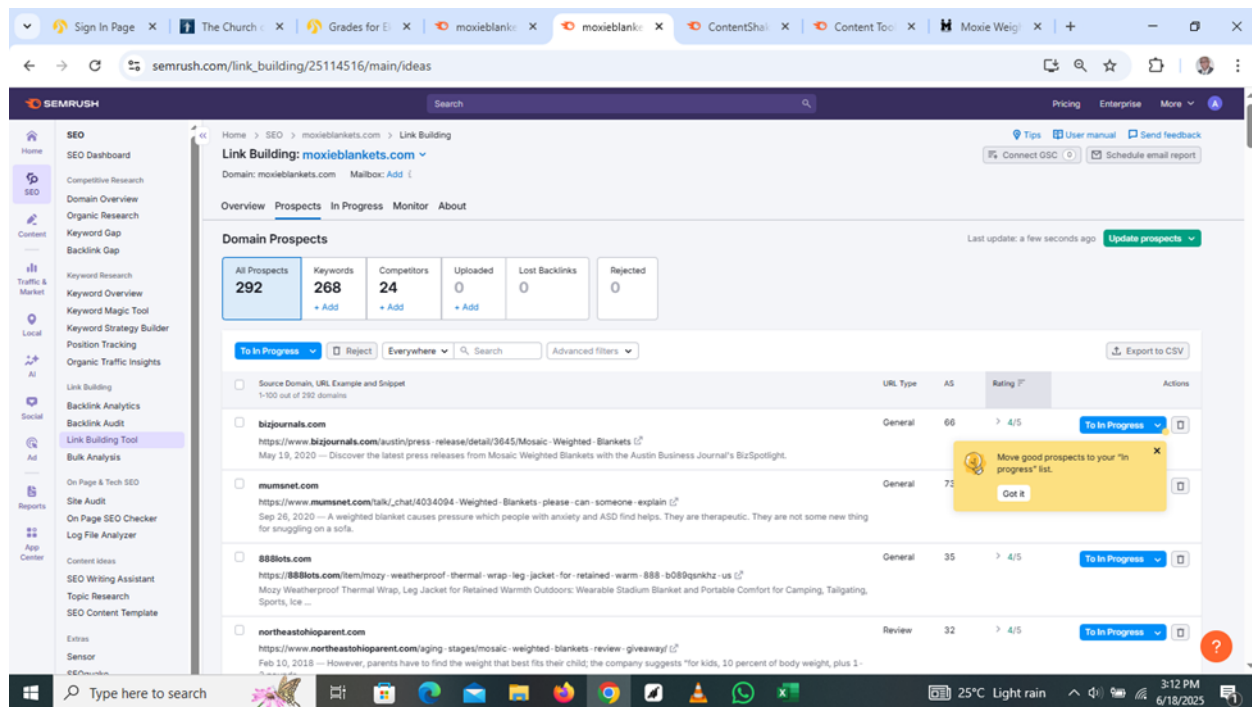 Sign In Page
The Church
Grades for E
moxieblanke
moxieblanke
ContentShak
Content Tool
Moxie Weig
semrush.com/link_building/25114516/main/ideas
SEMRUSH
Search
Pricing Enterprise More A
Home
SEO
Content
Traffic & Market
Local
AI
Social
Ad
Reports
App Center
SEO
SEO Dashboard
Competitive Research
Domain Overview
Organic Research
Keyword Gap
Backlink Gap
Keyword Research
Keyword Overview
Keyword Magic Tool
Keyword Strategy Builder
Position Tracking
Organic Traffic Insights
Link Building
Backlink Analytics
Backlink Audit
Link Building Tool
Bulk Analysis
On Page & Tech SEO
Site Audit
On Page SEO Checker
Log File Analyzer
Content Ideas
SEO Writing Assistant
Topic Research
SEO Content Template
Extras
Sensor
SEOquake
Home > SEO > moxieblankets.com > Link Building
Tips User manual Send feedback
Link Building: moxieblankets.com
Connect GSC 0 Schedule email report
Domain: moxieblankets.com Mailbox: Add
Overview Prospects In Progress Monitor About
Domain Prospects
Last update: a few seconds ago Update prospects
All Prospects Keywords Competitors Uploaded Lost Backlinks Rejected
292 268 24 0 0 0
+ Add + Add + Add
To In Progress Reject Everywhere Search Advanced filters Export to CSV
Source Domain, URL Example and Snippet URL Type AS Rating Actions
1-100 out of 292 domains
bizjournals.com General 66 > 4/5 To In Progress
https://www.bizjournals.com/austin/press-release/detail/3645/Mosaic-Weighted-Blankets
May 19, 2020 — Discover the latest press releases from Mosaic Weighted Blankets with the Austin Business Journal's BizSpotlight.
Move good prospects to your "In progress" list.
Got it
mumsnet.com General 73
https://www.mumsnet.com/talk/_chat/4034094-Weighted-Blankets-please-can-someone-explain
Sep 26, 2020 — A weighted blanket causes pressure which people with anxiety and ASD find helps. They are therapeutic. They are not some new thing
for snuggling on a sofa.
888lots.com General 35 > 4/5 To In Progress
https://888lots.com/item/mozy-weatherproof-thermal-wrap-leg-jacket-for-retained-warm-888-b089qsnkhz-us
Mozy Weatherproof Thermal Wrap, Leg Jacket for Retained Warmth Outdoors: Wearable Stadium Blanket and Portable Comfort for Camping, Tailgating,
Sports, Ice ...
northeastohioparent.com Review 32 > 4/5 To In Progress
https://www.northeastohioparent.com/aging-stages/mosaic-weighted-blankets-review-giveaway/
Feb 10, 2018 — However, parents have to find the weight that best fits their child; the company suggests "for kids, 10 percent of body weight, plus 1-
?
Type here to search
25°C Light rain
3:12 PM
6/18/2025
1